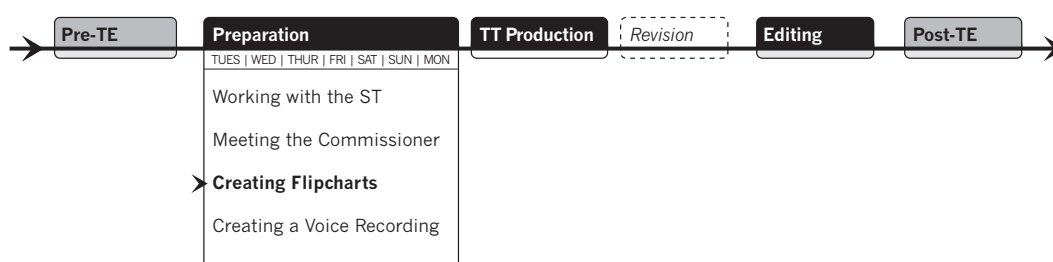 Pre-TE
Preparation
TT Production
Revision
Editing
Post-TE
TUES | WED | THUR | FRI | SAT | SUN | MON
Working with the ST
Meeting the Commissioner
Creating Flipcharts
Creating a Voice Recording